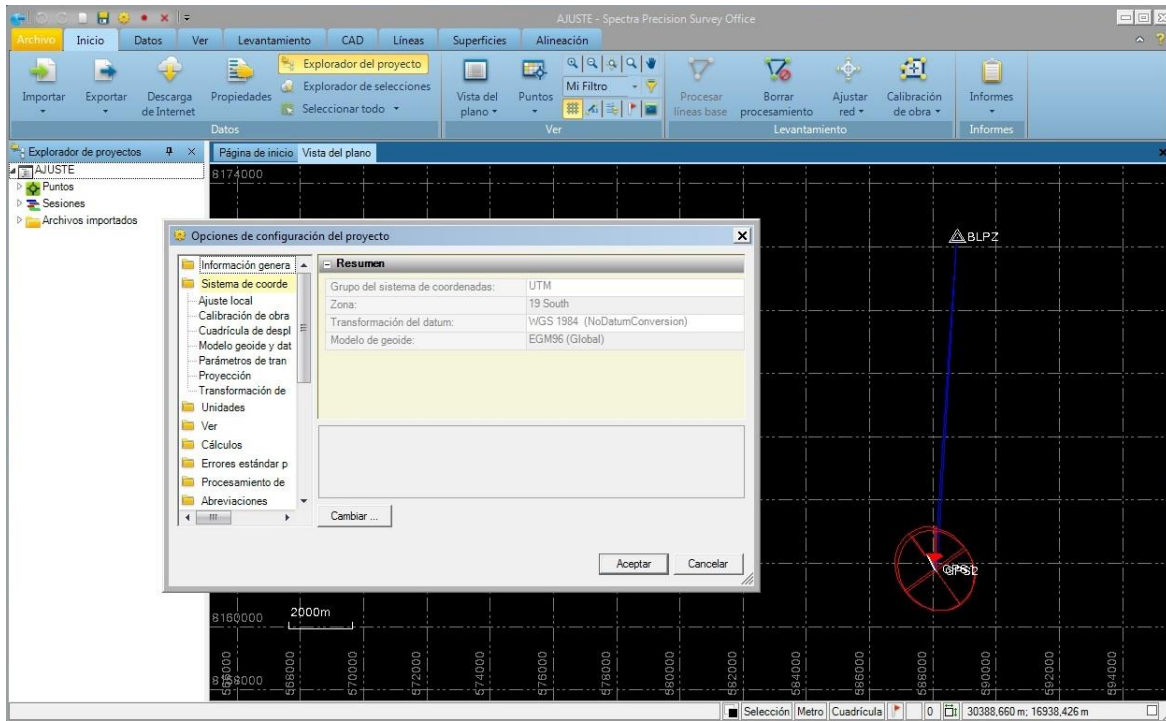 AJUSTE - Spectra Precision Survey Office
Archivo Inicio Datos Ver Levantamiento CAD Líneas Superficies Alineación
Importar
Exportar
Descarga
de Internet
Propiedades
Explorador del proyecto
Explorador de selecciones
Seleccionar todo
Datos
Vista del
plano
Puntos
Mi Filtro
Ver
Procesar
líneas base
Borrar
procesamiento
Ajustar
red
Calibración
de obra
Levantamiento
Informes
Informes
Explorador de proyectos
AJUSTE
Puntos
Sesiones
Archivos importados
Página de inicio Vista del plano
8174000
BLPZ
Opciones de configuración del proyecto
Información genera
Sistema de coorde
Ajuste local
Calibración de obra
Cuadrícula de despl
Modelo geoide y dat
Parámetros de tran
Proyección
Transformación de
Unidades
Ver
Cálculos
Errores estándar p
Procesamiento de
Abreviaciones
Resumen
Grupo del sistema de coordenadas: UTM
Zona: 19 South
Transformación del datum: WGS 1984 (NoDatumConversion)
Modelo de geoide: EGM96 (Global)
Cambiar ...
Aceptar Cancelar
2000m
8160000
568000
570000
572000
574000
576000
578000
580000
582000
584000
586000
588000
590000
592000
594000
Selección Metro Cuadrícula 0 30388,660 m; 16938,426 m